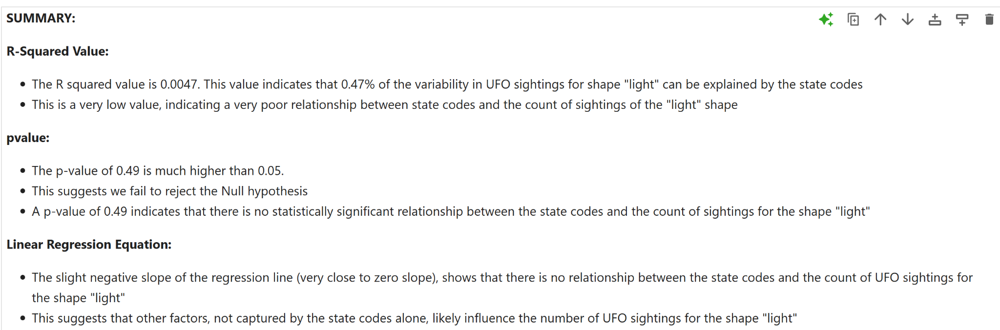 SUMMARY:
R-Squared Value:
• The R squared value is 0.0047. This value indicates that 0.47% of the variability in UFO sightings for shape "light" can be explained by the state codes
• This is a very low value, indicating a very poor relationship between state codes and the count of sightings of the "light" shape
pvalue:
• The p-value of 0.49 is much higher than 0.05.
• This suggests we fail to reject the Null hypothesis
• A p-value of 0.49 indicates that there is no statistically significant relationship between the state codes and the count of sightings for the shape "light"
Linear Regression Equation:
• The slight negative slope of the regression line (very close to zero slope), shows that there is no relationship between the state codes and the count of UFO sightings for
the shape "light"
• This suggests that other factors, not captured by the state codes alone, likely influence the number of UFO sightings for the shape "light"